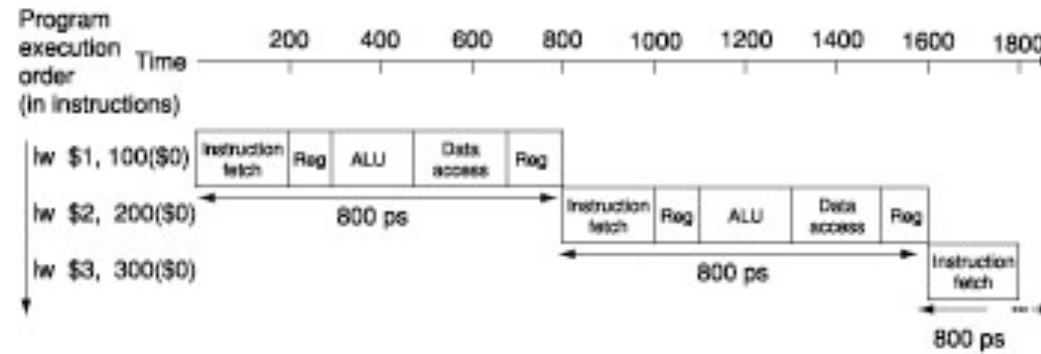 Program
execution
order
(in instructions)
Time
200 400 600 800 1000 1200 1400 1600 1800
lw $1, 100($0)
Instruction
fetch
Reg
ALU
Data
access
Reg
800 ps
lw $2, 200($0)
Instruction
fetch
Reg
ALU
Data
access
Reg
800 ps
lw $3, 300($0)
Instruction
fetch
...
800 ps